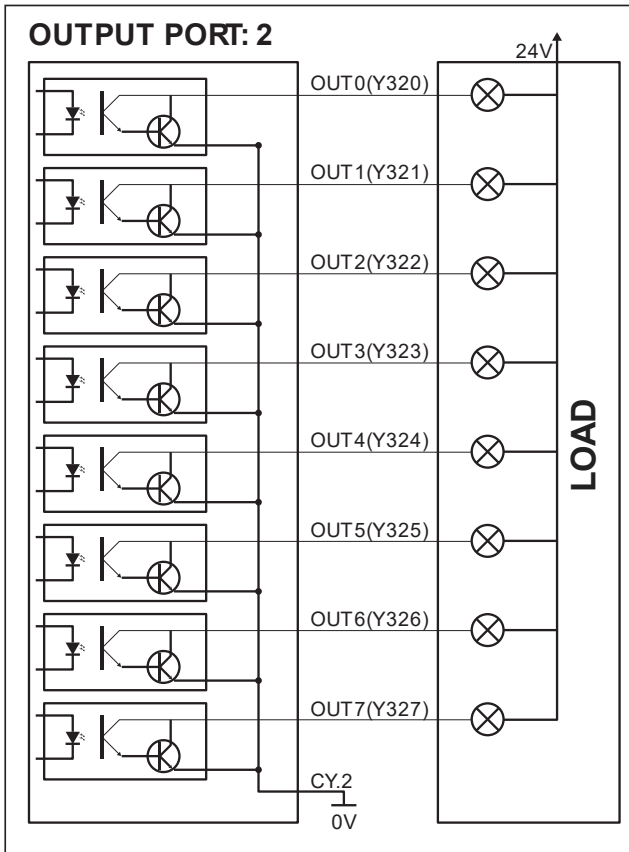 OUTPUT PORT: 2
24V
OUT0(Y320)
OUT1(Y321)
OUT2(Y322)
OUT3(Y323)
OUT4(Y324)
OUT5(Y325)
OUT6(Y326)
OUT7(Y327)
LOAD
CY.2
0V